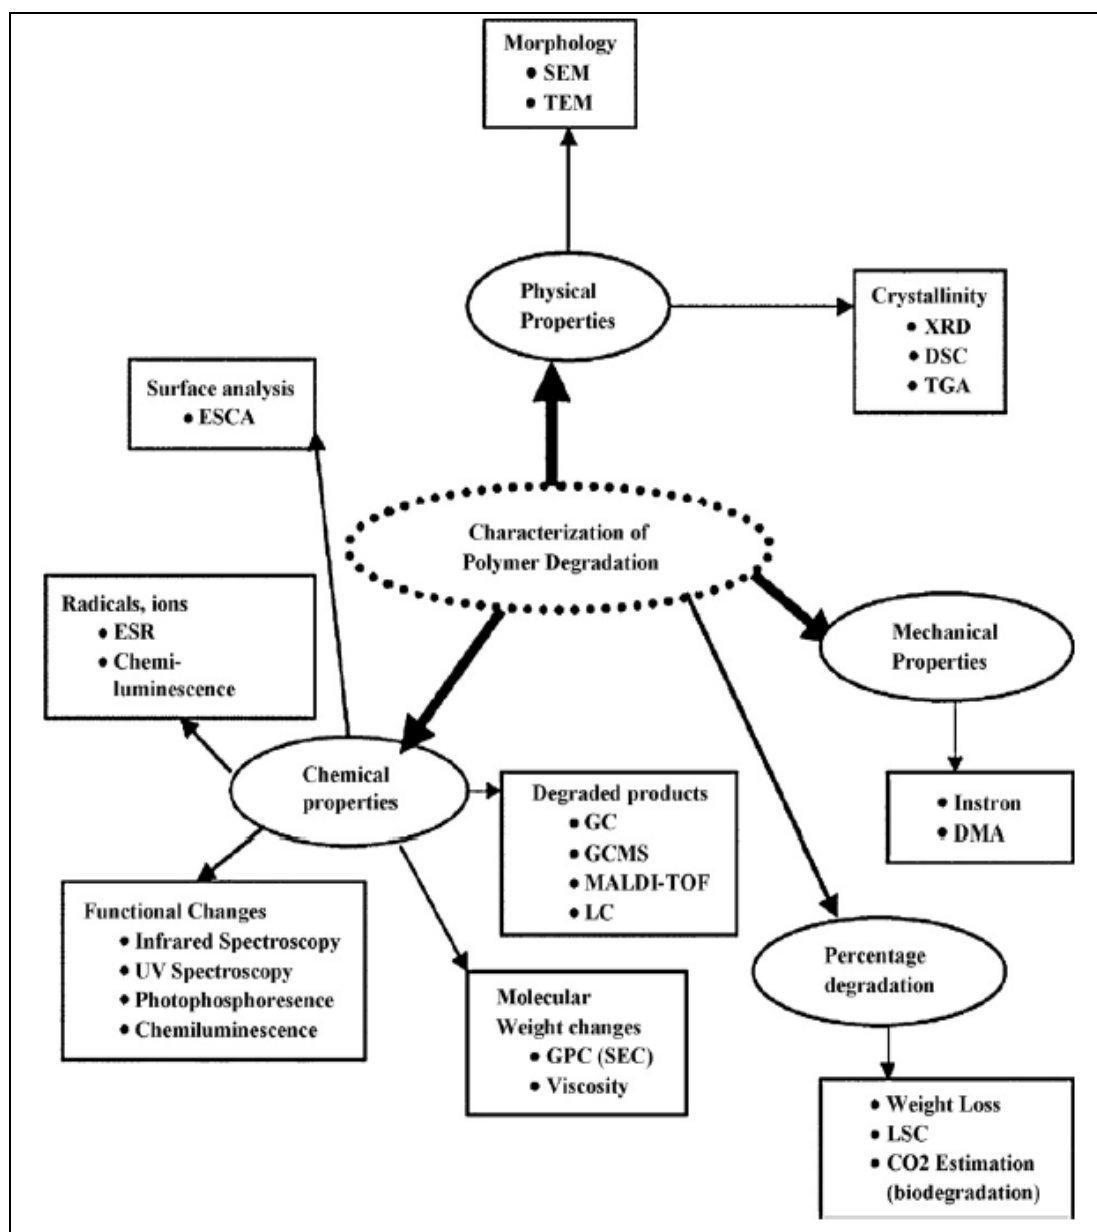 Morphology
• SEM
• TEM
Physical
Properties
Crystallinity
• XRD
• DSC
• TGA
Surface analysis
• ESCA
Characterization of
Polymer Degradation
Radicals, ions
• ESR
• Chemi-
luminescence
Mechanical
Properties
Chemical
properties
Degraded products
• GC
• GCMS
• MALDI-TOF
• LC
• Instron
• DMA
Functional Changes
• Infrared Spectroscopy
• UV Spectroscopy
• Photophosphoresence
• Chemiluminescence
Percentage
degradation
Molecular
Weight changes
• GPC (SEC)
• Viscosity
• Weight Loss
• LSC
• CO2 Estimation
(biodegradation)